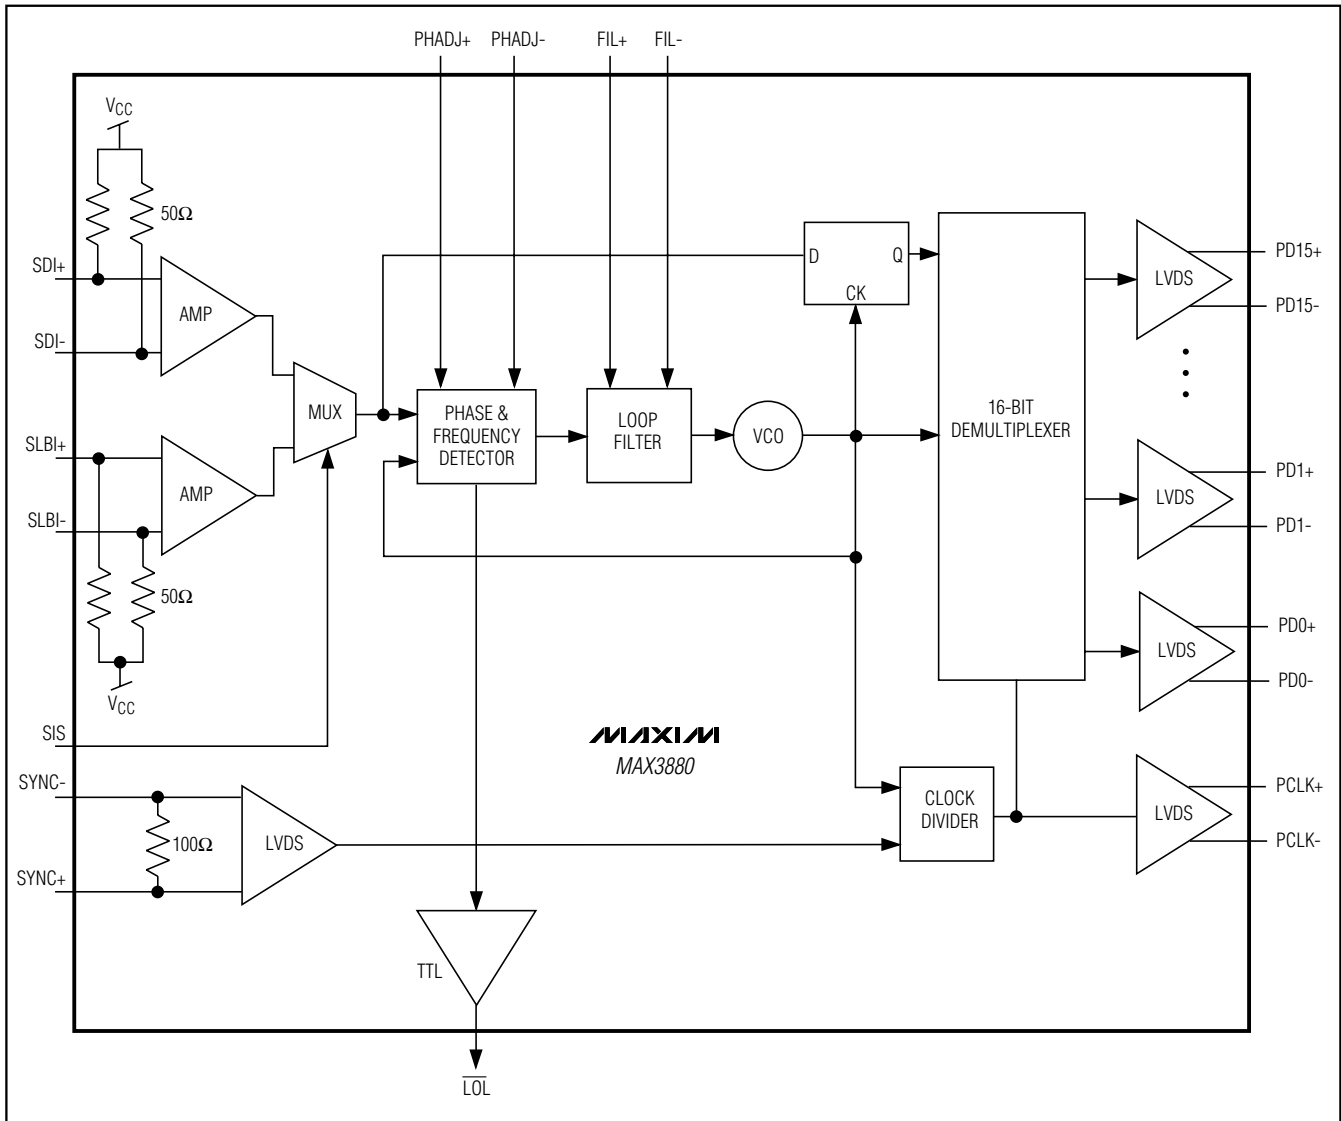 PHADJ+ PHADJ- FIL+ FIL-
VCC
50Ω
SDI+
AMP
SDI-
D Q
CK
LVDS
PD15+
PD15-
MUX
PHASE &
FREQUENCY
DETECTOR
LOOP
FILTER
VCO
16-BIT
DEMULTIPLEXER
SLBI+
AMP
SLBI-
LVDS
PD1+
PD1-
50Ω
VCC
LVDS
PD0+
PD0-
SIS
MAXIM
MAX3880
SYNC-
100Ω
LVDS
SYNC+
CLOCK
DIVIDER
LVDS
PCLK+
PCLK-
TTL
L̅O̅L̅